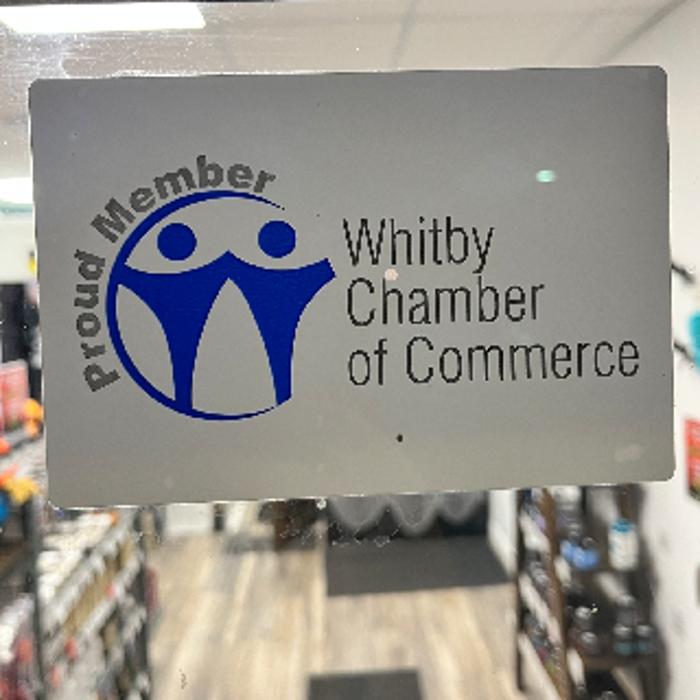 Proud Member
Whitby
Chamber
of Commerce